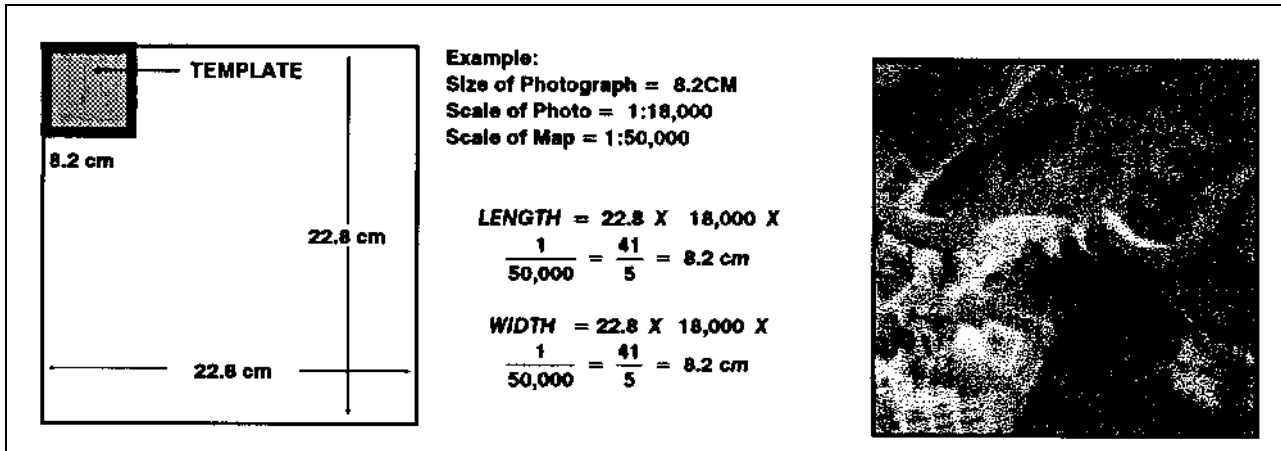 TEMPLATE
8.2 cm
22.8 cm
22.8 cm
Example:
Size of Photograph = 8.2CM
Scale of Photo = 1:18,000
Scale of Map = 1:50,000
LENGTH = 22.8 X 18,000 X
1/50,000 = 41/5 = 8.2 cm
WIDTH = 22.8 X 18,000 X
1/50,000 = 41/5 = 8.2 cm